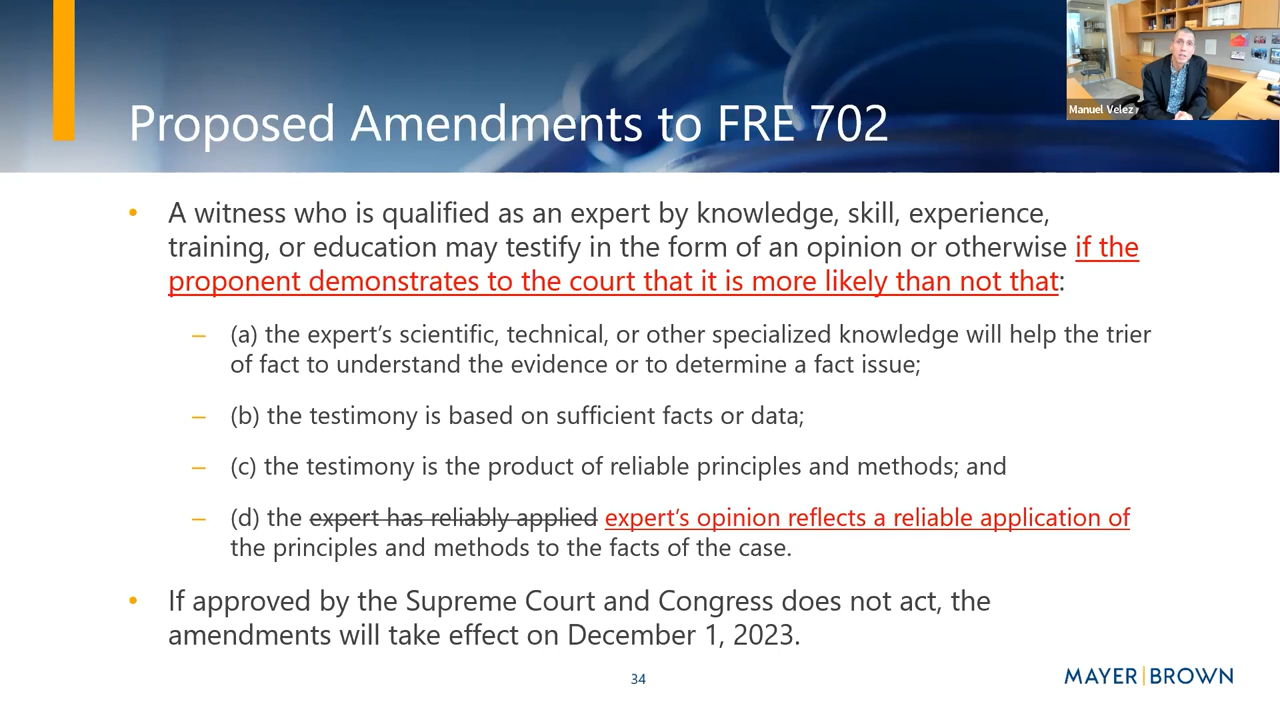 Manuel Velez
Proposed Amendments to FRE 702
• A witness who is qualified as an expert by knowledge, skill, experience,
training, or education may testify in the form of an opinion or otherwise if the
proponent demonstrates to the court that it is more likely than not that:
– (a) the expert’s scientific, technical, or other specialized knowledge will help the trier
of fact to understand the evidence or to determine a fact issue;
– (b) the testimony is based on sufficient facts or data;
– (c) the testimony is the product of reliable principles and methods; and
– (d) the expert has reliably applied expert’s opinion reflects a reliable application of
the principles and methods to the facts of the case.
• If approved by the Supreme Court and Congress does not act, the
amendments will take effect on December 1, 2023.
34
MAYER|BROWN